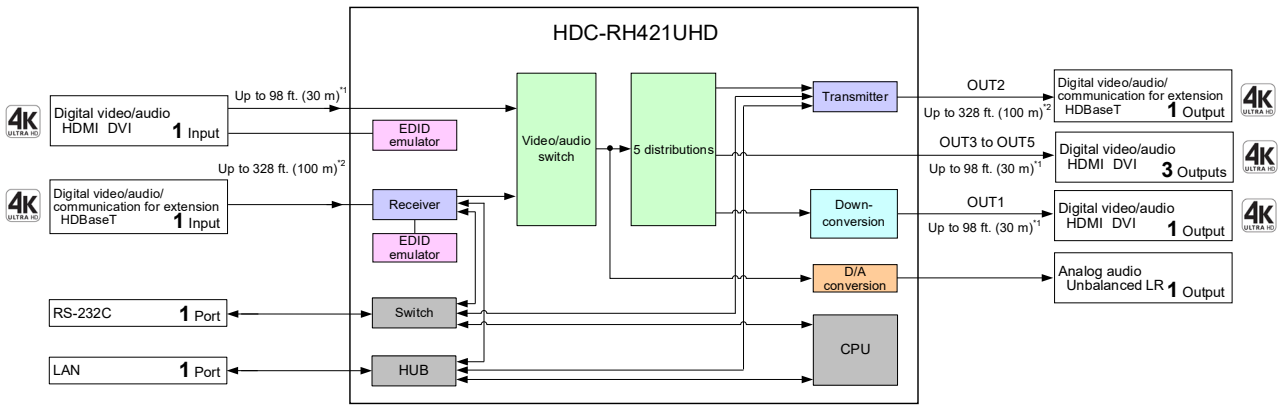 HDC-RH421UHD
4K
ULTRA HD
Digital video/audio
HDMI DVI
1 Input
Up to 98 ft. (30 m)*1
EDID
emulator
4K
ULTRA HD
Digital video/audio/
communication for extension
HDBaseT
1 Input
Up to 328 ft. (100 m)*2
Receiver
EDID
emulator
RS-232C 1 Port
Switch
LAN 1 Port
HUB
Video/audio
switch
5 distributions
Transmitter
Down-
conversion
D/A
conversion
CPU
OUT2
Up to 328 ft. (100 m)*2
Digital video/audio/
communication for extension
HDBaseT
1 Output
4K
ULTRA HD
OUT3 to OUT5
Up to 98 ft. (30 m)*1
Digital video/audio
HDMI DVI
3 Outputs
4K
ULTRA HD
OUT1
Up to 98 ft. (30 m)*1
Digital video/audio
HDMI DVI
1 Output
4K
ULTRA HD
Analog audio
Unbalanced LR 1 Output